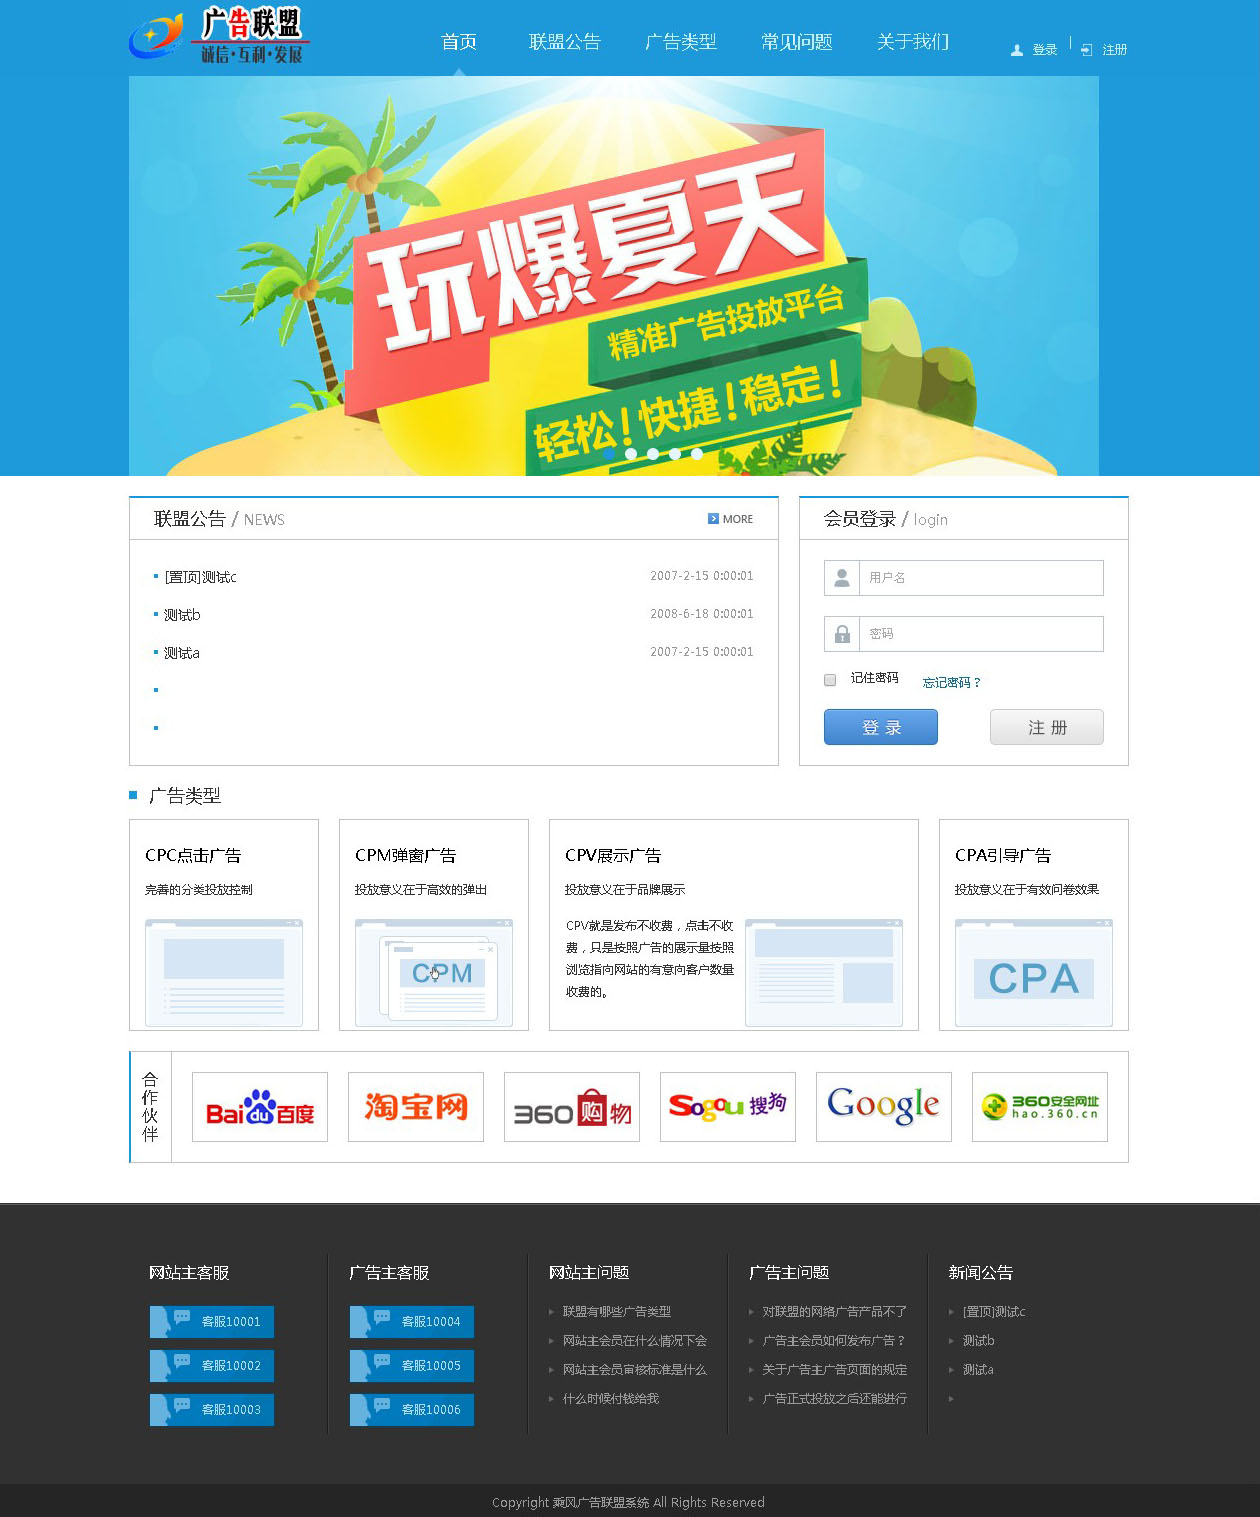 广告联盟
诚信·互利·发展
首页 联盟公告 广告类型 常见问题 关于我们 登录 注册
玩爆夏天
精准广告投放平台
轻松！快捷！稳定！
联盟公告 / NEWS MORE
[置顶]测试c 2007-2-15 0:00:01
测试b 2008-6-18 0:00:01
测试a 2007-2-15 0:00:01
会员登录 / login
用户名
密码
记住密码 忘记密码？
登 录 注 册
广告类型
CPC点击广告
完善的分类投放控制
CPM弹窗广告
投放意义在于高效的弹出
CPM
CPV展示广告
投放意义在于品牌展示
CPV就是发布不收费，点击不收
费，只是按照广告的展示量按照
浏览指向网站的有意向客户数量
收费的。
CPA引导广告
投放意义在于有效问卷效果
CPA
合作伙伴
Bai du 百度
淘宝网
360购物
Sogou 搜狗
Google
360安全网址
hao.360.cn
网站主客服
客服10001
客服10002
客服10003
广告主客服
客服10004
客服10005
客服10006
网站主问题
联盟有哪些广告类型
网站主会员在什么情况下会
网站主会员审核标准是什么
什么时候付钱给我
广告主问题
对联盟的网络广告产品不了
广告主会员如何发布广告？
关于广告主广告页面的规定
广告正式投放之后还能进行
新闻公告
[置顶]测试c
测试b
测试a
Copyright 乘风广告联盟系统 All Rights Reserved